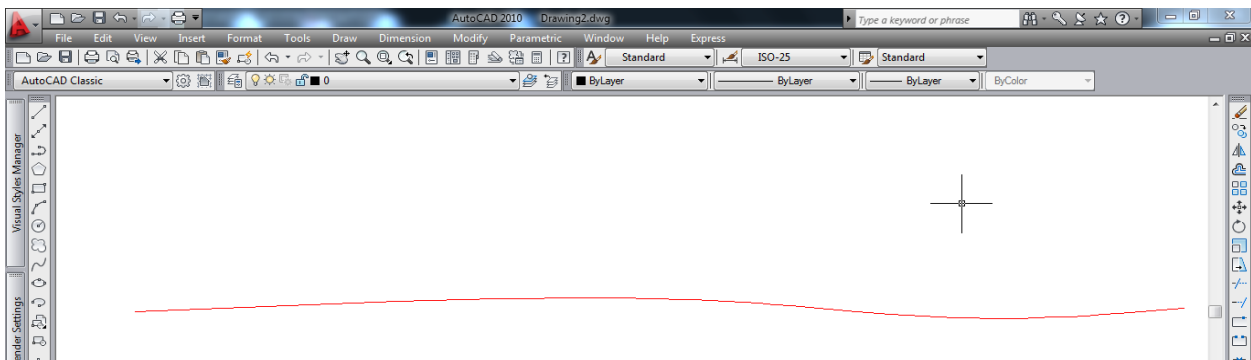 AutoCAD 2010 Drawing2.dwg
Type a keyword or phrase
File Edit View Insert Format Tools Draw Dimension Modify Parametric Window Help Express
Standard ISO-25 Standard
AutoCAD Classic 0 ByLayer ByLayer ByLayer ByColor
Visual Styles Manager
ender Settings